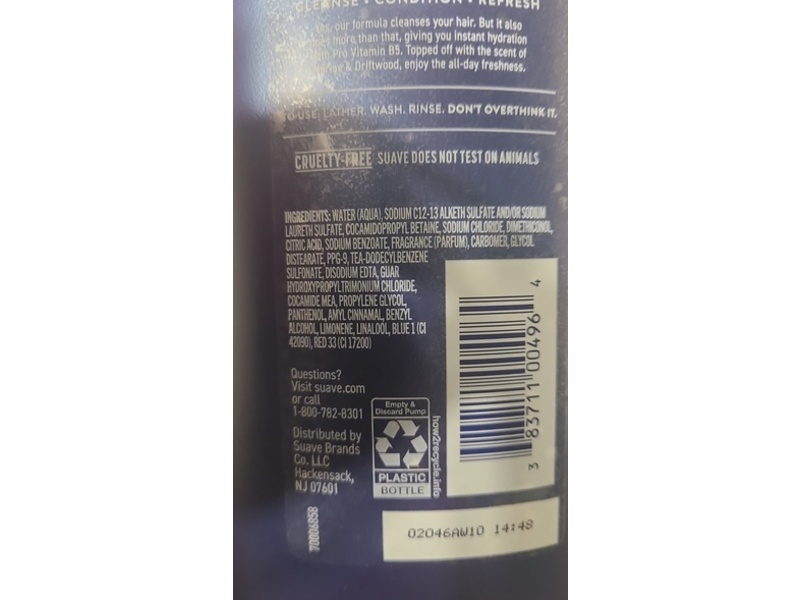 CLEANSE • CONDITION • REFRESH
our formula cleanses your hair. But it also
more than that, giving you instant hydration
Pro Vitamin B5. Topped off with the scent of
& Driftwood, enjoy the all-day freshness.
TO USE: LATHER. WASH. RINSE. DON'T OVERTHINK IT.
CRUELTY-FREE SUAVE DOES NOT TEST ON ANIMALS
INGREDIENTS: WATER (AQUA), SODIUM C12-13 ALKETH SULFATE AND/OR SODIUM
LAURETH SULFATE, COCAMIDOPROPYL BETAINE, SODIUM CHLORIDE, DIMETHICONOL,
CITRIC ACID, SODIUM BENZOATE, FRAGRANCE (PARFUM), CARBOMER, GLYCOL
DISTEARATE, PPG-9, TEA-DODECYLBENZENE
SULFONATE, DISODIUM EDTA, GUAR
HYDROXYPROPYLTRIMONIUM CHLORIDE,
COCAMIDE MEA, PROPYLENE GLYCOL,
PANTHENOL, AMYL CINNAMAL, BENZYL
ALCOHOL, LIMONENE, LINALOOL, BLUE 1 (CI
42090), RED 33 (CI 17200)
Questions?
Visit suave.com
or call
1-800-782-8301
Distributed by
Suave Brands
Co. LLC
Hackensack,
NJ 07601
70006858
Empty &
Discard Pump
PLASTIC
BOTTLE
how2recycle.info
3 83711 00496 4
02046AW10 14:48